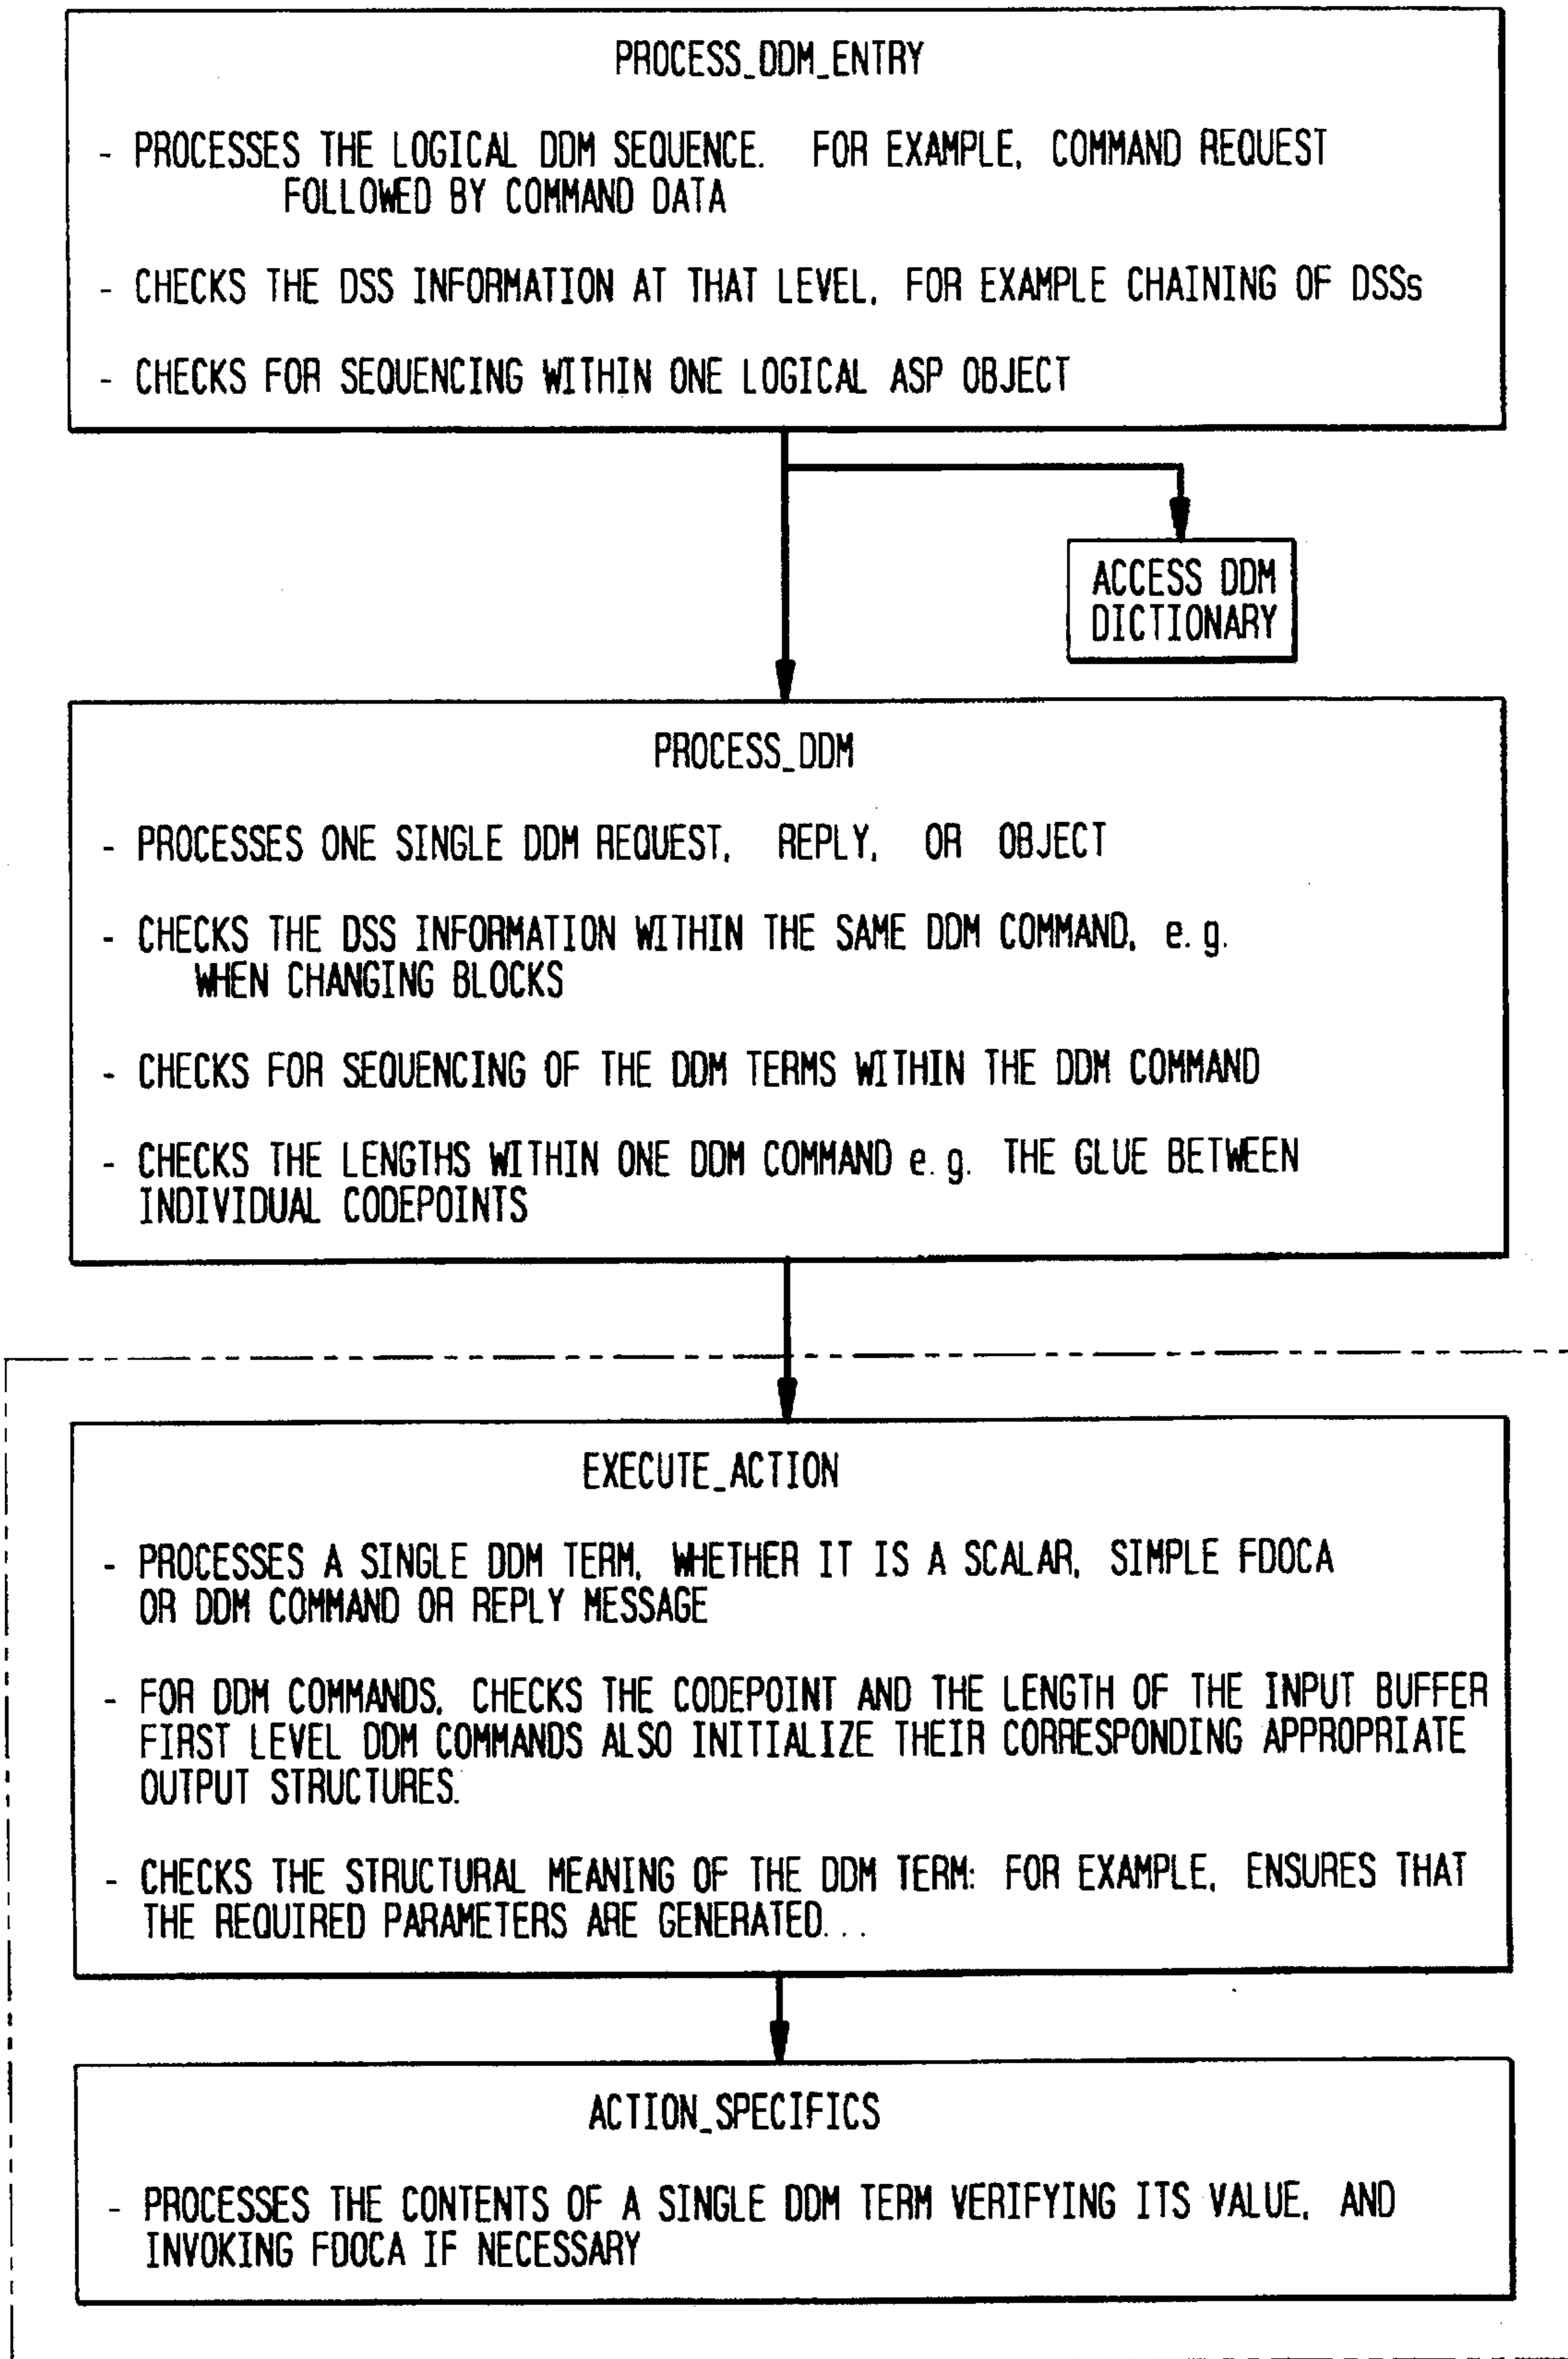 PROCESS_DDM_ENTRY
- PROCESSES THE LOGICAL DDM SEQUENCE. FOR EXAMPLE, COMMAND REQUEST
FOLLOWED BY COMMAND DATA
- CHECKS THE DSS INFORMATION AT THAT LEVEL, FOR EXAMPLE CHAINING OF DSSs
- CHECKS FOR SEQUENCING WITHIN ONE LOGICAL ASP OBJECT
ACCESS DDM
DICTIONARY
PROCESS_DDM
- PROCESSES ONE SINGLE DDM REQUEST, REPLY, OR OBJECT
- CHECKS THE DSS INFORMATION WITHIN THE SAME DDM COMMAND, e.g.
WHEN CHANGING BLOCKS
- CHECKS FOR SEQUENCING OF THE DDM TERMS WITHIN THE DDM COMMAND
- CHECKS THE LENGTHS WITHIN ONE DDM COMMAND e.g. THE GLUE BETWEEN
INDIVIDUAL CODEPOINTS
EXECUTE_ACTION
- PROCESSES A SINGLE DDM TERM, WHETHER IT IS A SCALAR, SIMPLE FDOCA
OR DDM COMMAND OR REPLY MESSAGE
- FOR DDM COMMANDS, CHECKS THE CODEPOINT AND THE LENGTH OF THE INPUT BUFFER
FIRST LEVEL DDM COMMANDS ALSO INITIALIZE THEIR CORRESPONDING APPROPRIATE
OUTPUT STRUCTURES.
- CHECKS THE STRUCTURAL MEANING OF THE DDM TERM: FOR EXAMPLE, ENSURES THAT
THE REQUIRED PARAMETERS ARE GENERATED...
ACTION_SPECIFICS
- PROCESSES THE CONTENTS OF A SINGLE DDM TERM VERIFYING ITS VALUE, AND
INVOKING FDOCA IF NECESSARY